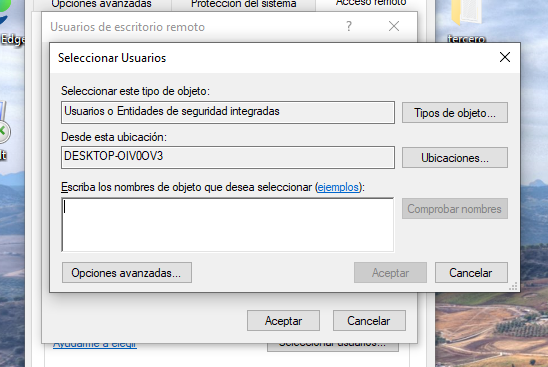 Opciones avanzadas Protección del sistema Acceso remoto
Usuarios de escritorio remoto ?
Edge
tercero
Seleccionar Usuarios
Seleccionar este tipo de objeto:
Usuarios o Entidades de seguridad integradas
Tipos de objeto...
Desde esta ubicación:
DESKTOP-OIV0OV3
Ubicaciones...
Escriba los nombres de objeto que desea seleccionar (ejemplos):
Comprobar nombres
Opciones avanzadas...
Aceptar
Cancelar
Aceptar
Cancelar
Ayudarme a elegir
Seleccionar usuarios...